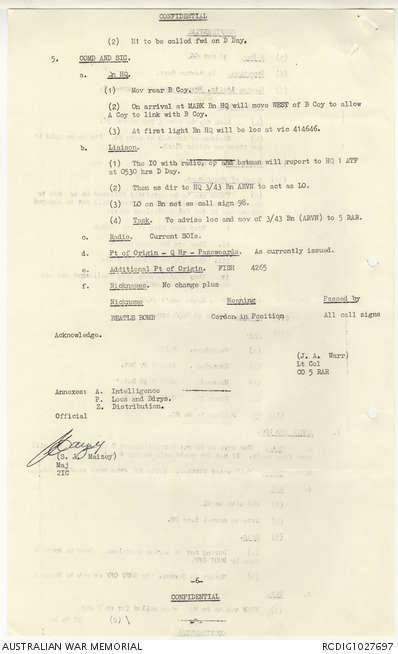 CONFIDENTIAL
(2) H1 to be called fwd on D Day.
5. COMD AND SIG.
a. Bn HQ.
(1) Move rear B Coy.
(2) On arrival at MARK Bn HQ will move WEST of B Coy to allow
A Coy to link with B Coy.
(3) At first light Bn HQ will be loc at vic 414646.
b. Liaison.
(1) The IO with radio, op and batman will report to HQ 1 ATF
at 0530 hrs D Day.
(2) Then as dir to HQ 3/43 Bn ARVN to act as LO.
(3) LO on Bn net as call sign 98.
(4) Task. To advise loc and mov of 3/43 Bn (ARVN) to 5 RAR.
c. Radio. Current SOIs.
d. Pt of Origin - Q Hr - Passwords. As currently issued.
e. Additional Pt of Origin. FISH 4265
f. Nicknames. No change plus
Nickname Meaning Passed by
BEATLE BOMB Cordon in Position All call signs
Acknowledge.
(J. A. Warr)
Lt Col
CO 5 RAR
Annexes: A. Intelligence
F. Locs and Bdrys.
Z. Distribution.
Official
(S. J. Maizey)
Maj
2IC
-6-
CONFIDENTIAL
AUSTRALIAN WAR MEMORIAL RCDIG1027697